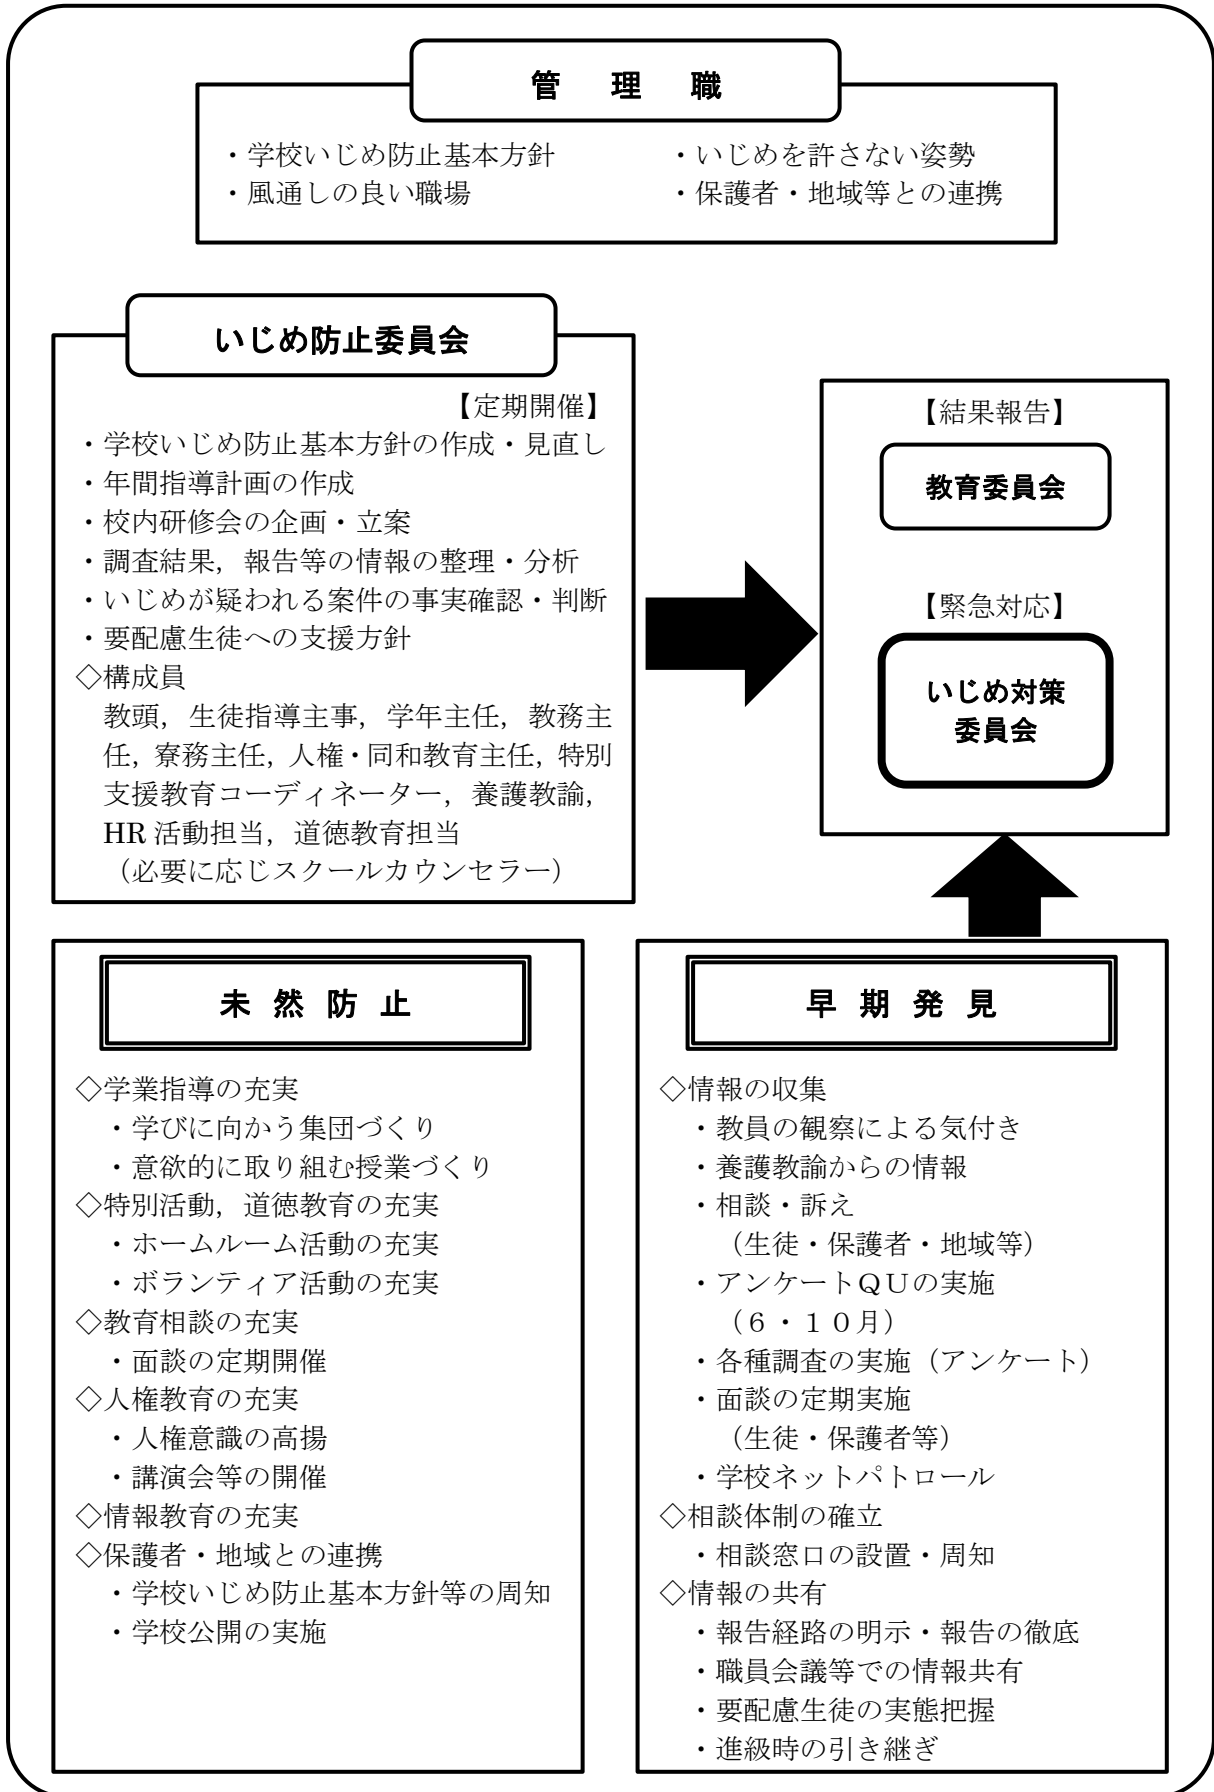 管　理　職
・学校いじめ防止基本方針　　　・いじめを許さない姿勢
・風通しの良い職場　　　　　　・保護者・地域等との連携
いじめ防止委員会
【定期開催】
・学校いじめ防止基本方針の作成・見直し
・年間指導計画の作成
・校内研修会の企画・立案
・調査結果，報告等の情報の整理・分析
・いじめが疑われる案件の事実確認・判断
・要配慮生徒への支援方針
◇構成員
教頭，生徒指導主事，学年主任，教務主
任，寮務主任，人権・同和教育主任，特別
支援教育コーディネーター，養護教諭，
HR 活動担当，道徳教育担当
（必要に応じスクールカウンセラー）
【結果報告】
教育委員会
【緊急対応】
いじめ対策
委員会
未 然 防 止
◇学業指導の充実
・学びに向かう集団づくり
・意欲的に取り組む授業づくり
◇特別活動，道徳教育の充実
・ホームルーム活動の充実
・ボランティア活動の充実
◇教育相談の充実
・面談の定期開催
◇人権教育の充実
・人権意識の高揚
・講演会等の開催
◇情報教育の充実
◇保護者・地域との連携
・学校いじめ防止基本方針等の周知
・学校公開の実施
早 期 発 見
◇情報の収集
・教員の観察による気付き
・養護教諭からの情報
・相談・訴え
（生徒・保護者・地域等）
・アンケートＱＵの実施
（６・１０月）
・各種調査の実施（アンケート）
・面談の定期実施
（生徒・保護者等）
・学校ネットパトロール
◇相談体制の確立
・相談窓口の設置・周知
◇情報の共有
・報告経路の明示・報告の徹底
・職員会議等での情報共有
・要配慮生徒の実態把握
・進級時の引き継ぎ